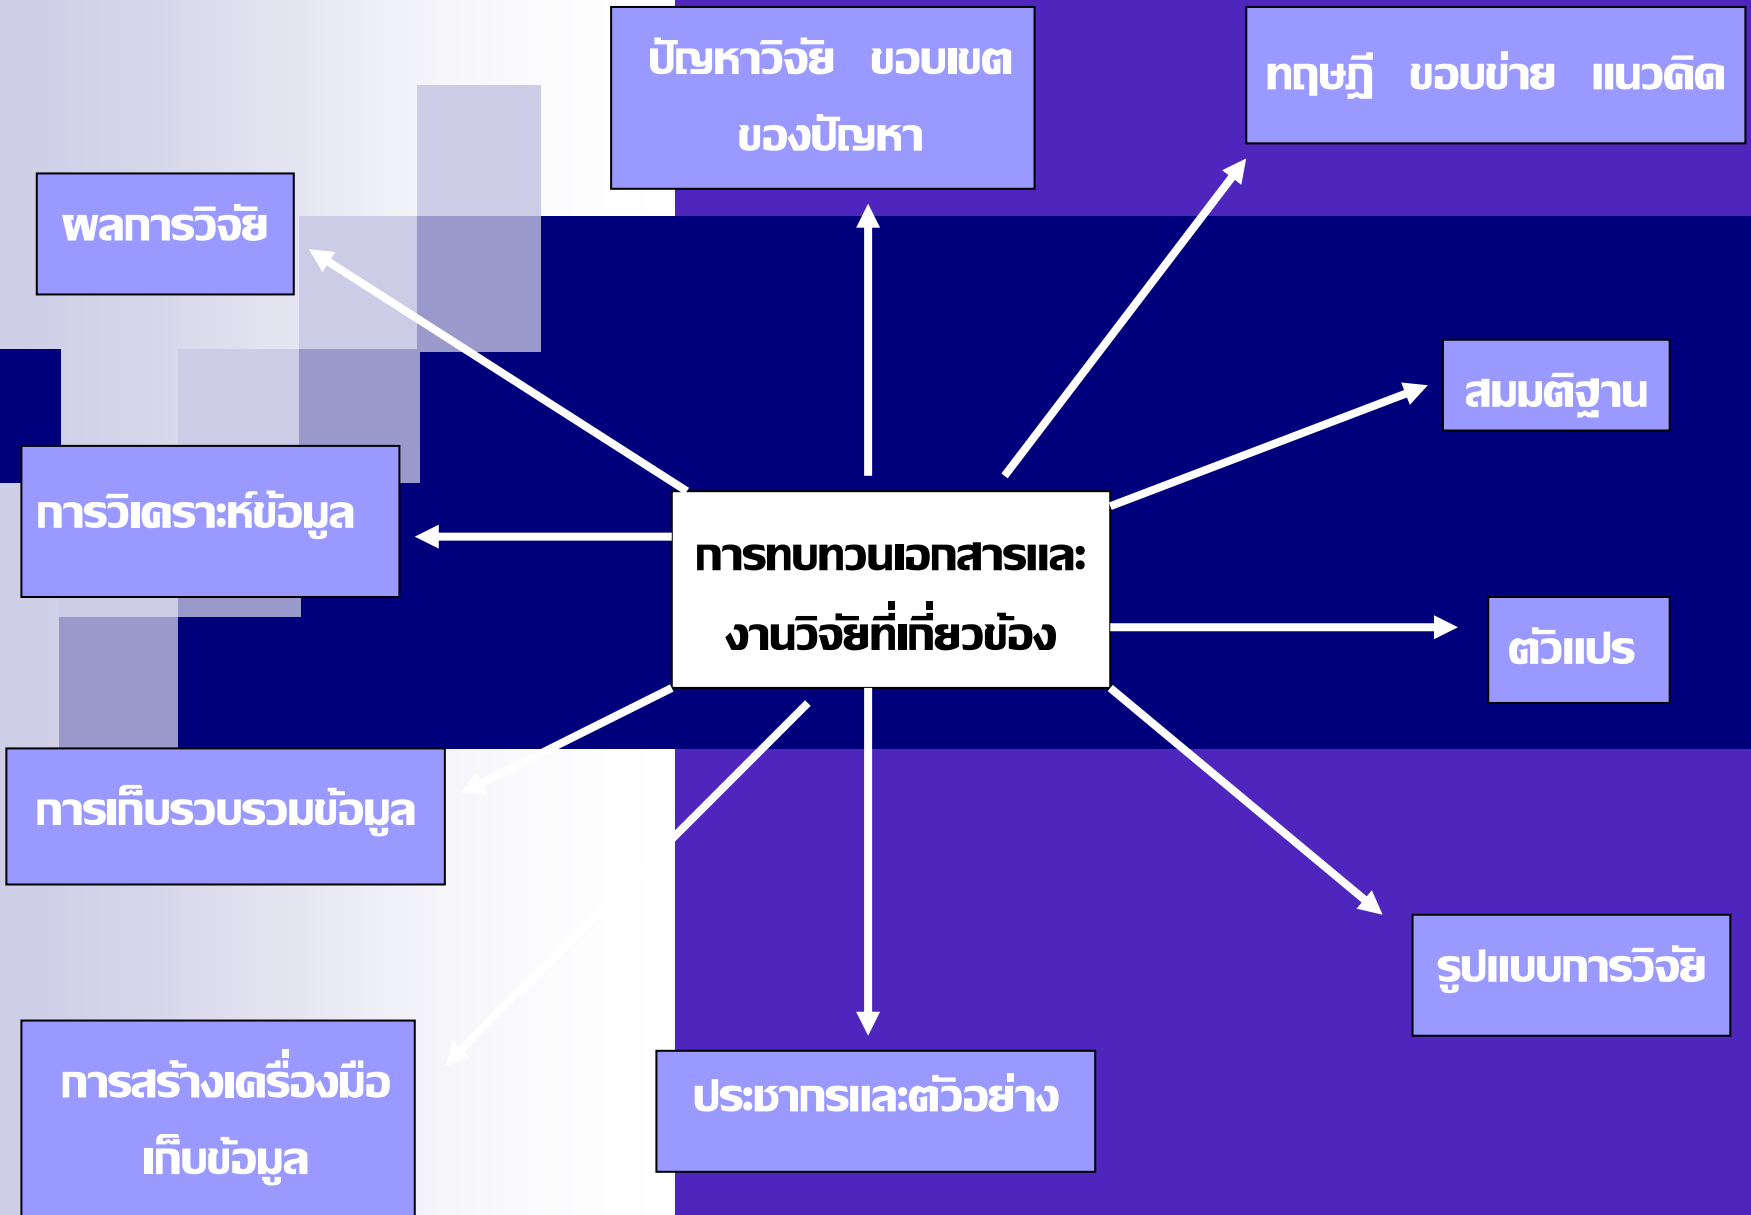 ปัญหาวิจัย ขอบเขต
ของปัญหา
ทฤษฎี ขอบข่าย แนวคิด
ผลการวิจัย
สมมติฐาน
การวิเคราะห์ข้อมูล
การทบทวนเอกสารและ
งานวิจัยที่เกี่ยวข้อง
ตัวแปร
การเก็บรวบรวมข้อมูล
รูปแบบการวิจัย
การสร้างเครื่องมือ
เก็บข้อมูล
ประชากรและตัวอย่าง